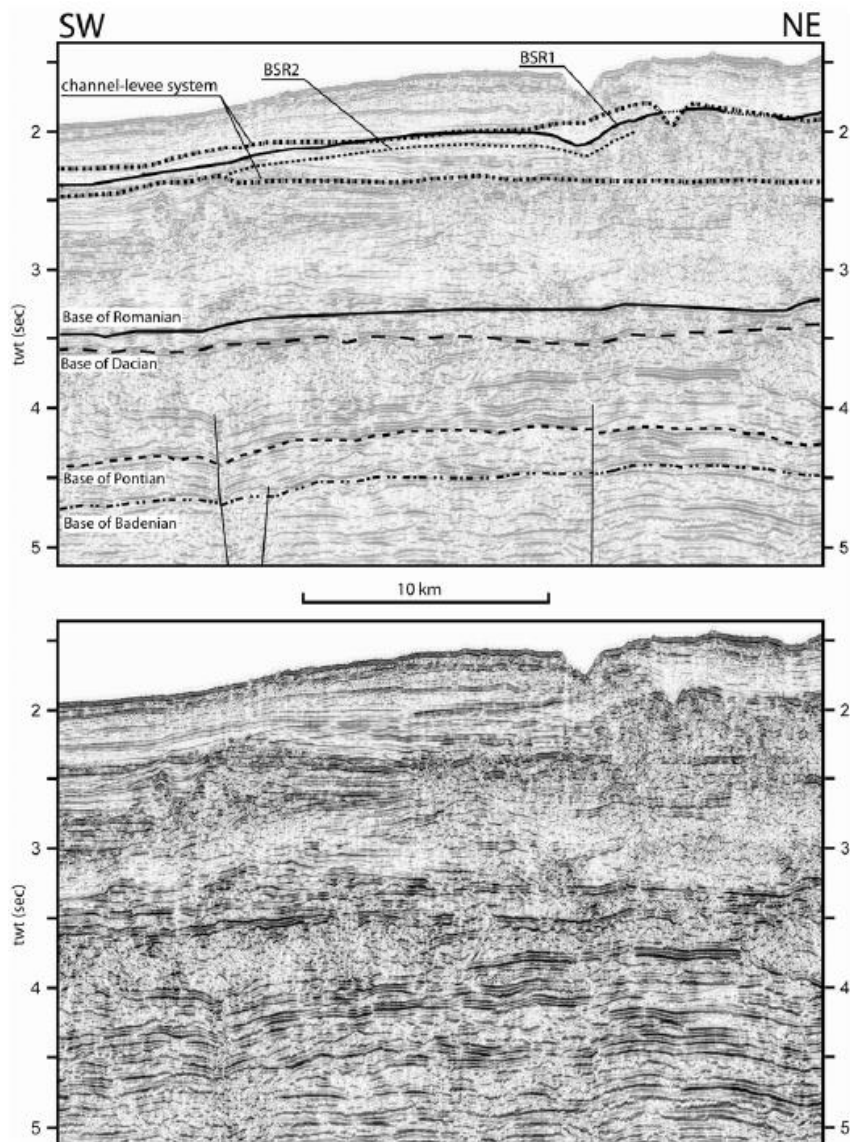 SW NE
BSR2
BSR1
channel-levee system
2 2
3 3
twt (sec)
Base of Romanian
Base of Dacian
4 4
Base of Pontian
Base of Badenian
5 5
10 km
2 2
3 3
twt (sec)
4 4
5 5